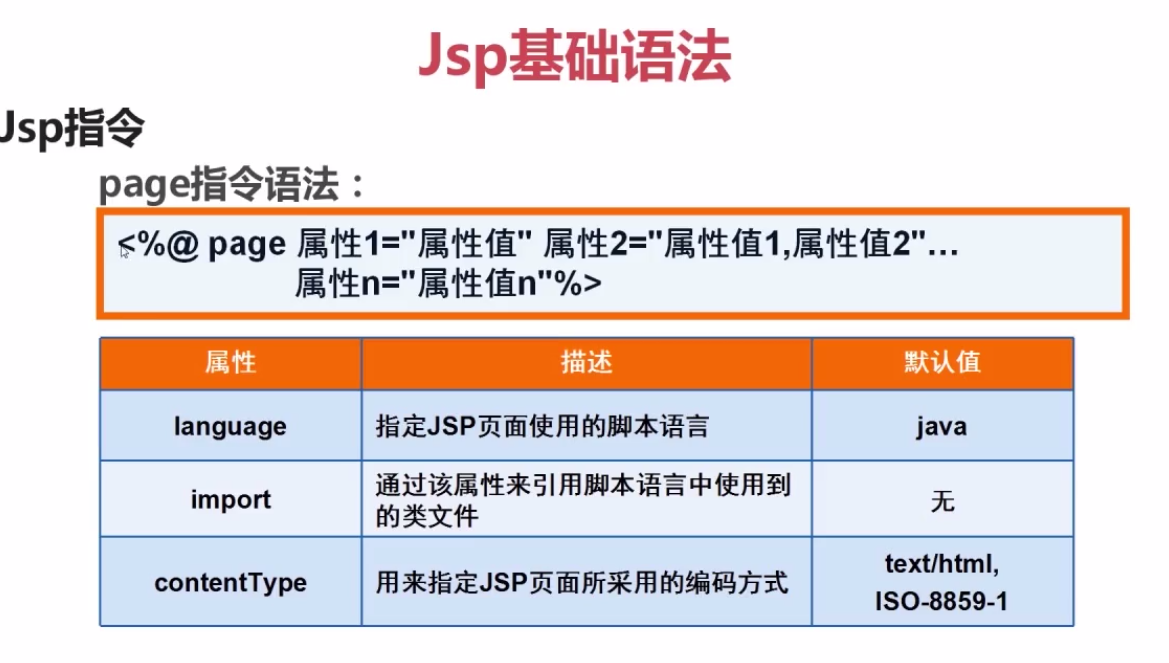 Jsp基础语法
Jsp指令
page指令语法：
<%@ page 属性1="属性值" 属性2="属性值1,属性值2"…
属性n="属性值n"%>
属性 描述 默认值
language 指定JSP页面使用的脚本语言 java
import 通过该属性来引用脚本语言中使用到
的类文件 无
contentType 用来指定JSP页面所采用的编码方式 text/html,
ISO-8859-1